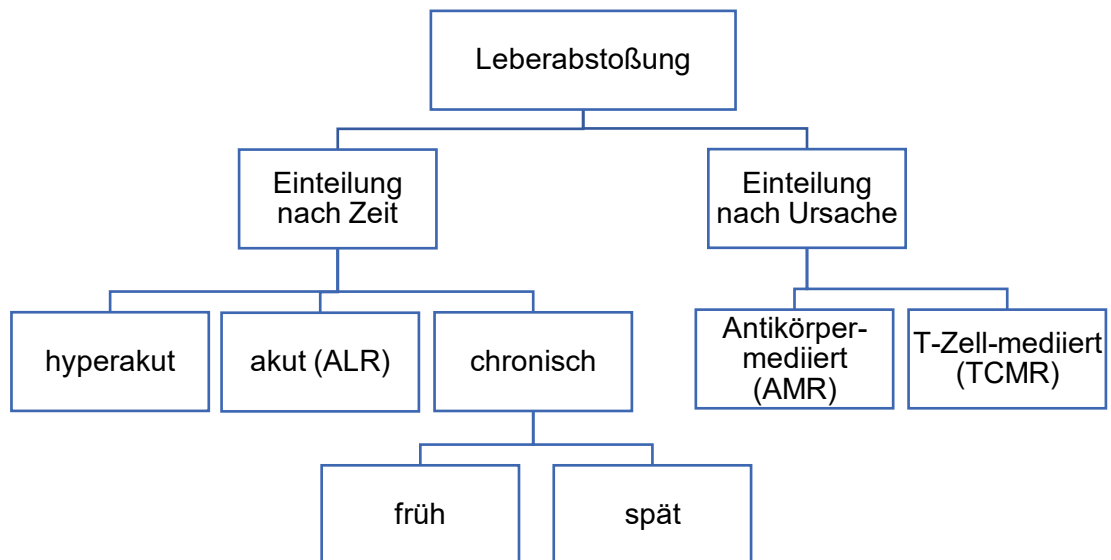 Leberabstoßung
Einteilung
nach Zeit
Einteilung
nach Ursache
hyperakut
akut (ALR)
chronisch
Antikörper-
mediiert
(AMR)
T-Zell-mediiert
(TCMR)
früh
spät